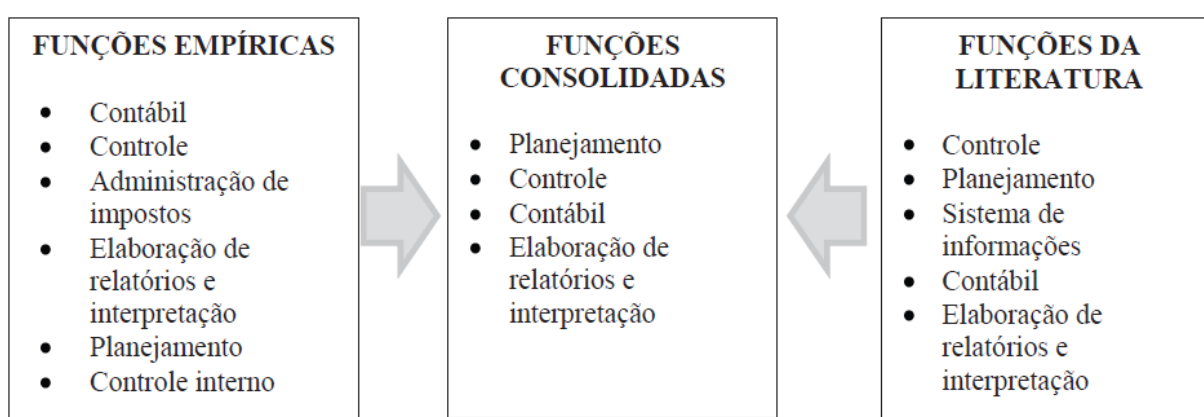 FUNÇÕES EMPÍRICAS
• Contábil
• Controle
• Administração de
impostos
• Elaboração de
relatórios e
interpretação
• Planejamento
• Controle interno
FUNÇÕES
CONSOLIDADAS
• Planejamento
• Controle
• Contábil
• Elaboração de
relatórios e
interpretação
FUNÇÕES DA
LITERATURA
• Controle
• Planejamento
• Sistema de
informações
• Contábil
• Elaboração de
relatórios e
interpretação